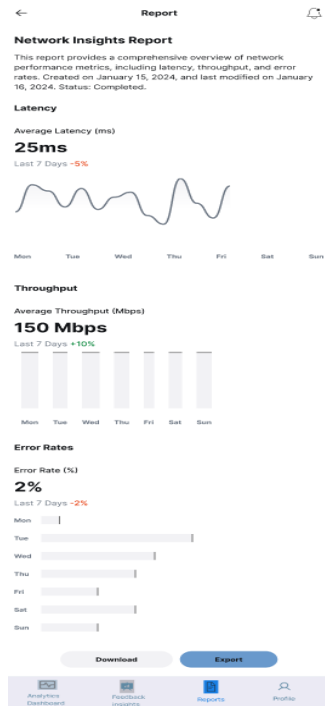 Report
Network Insights Report
This report provides a comprehensive overview of network
performance metrics, including latency, throughput, and error
rates. Created on January 15, 2024, and last modified on January
16, 2024. Status: Completed.
Latency
Average Latency (ms)
25ms
Last 7 Days -5%
Mon Tue Wed Thu Fri Sat Sun
Throughput
Average Throughput (Mbps)
150 Mbps
Last 7 Days +10%
Mon Tue Wed Thu Fri Sat Sun
Error Rates
Error Rate (%)
2%
Last 7 Days -2%
Mon
Tue
Wed
Thu
Fri
Sat
Sun
Download Export
Analytics Feedback Reports Profile
Dashboard Insights